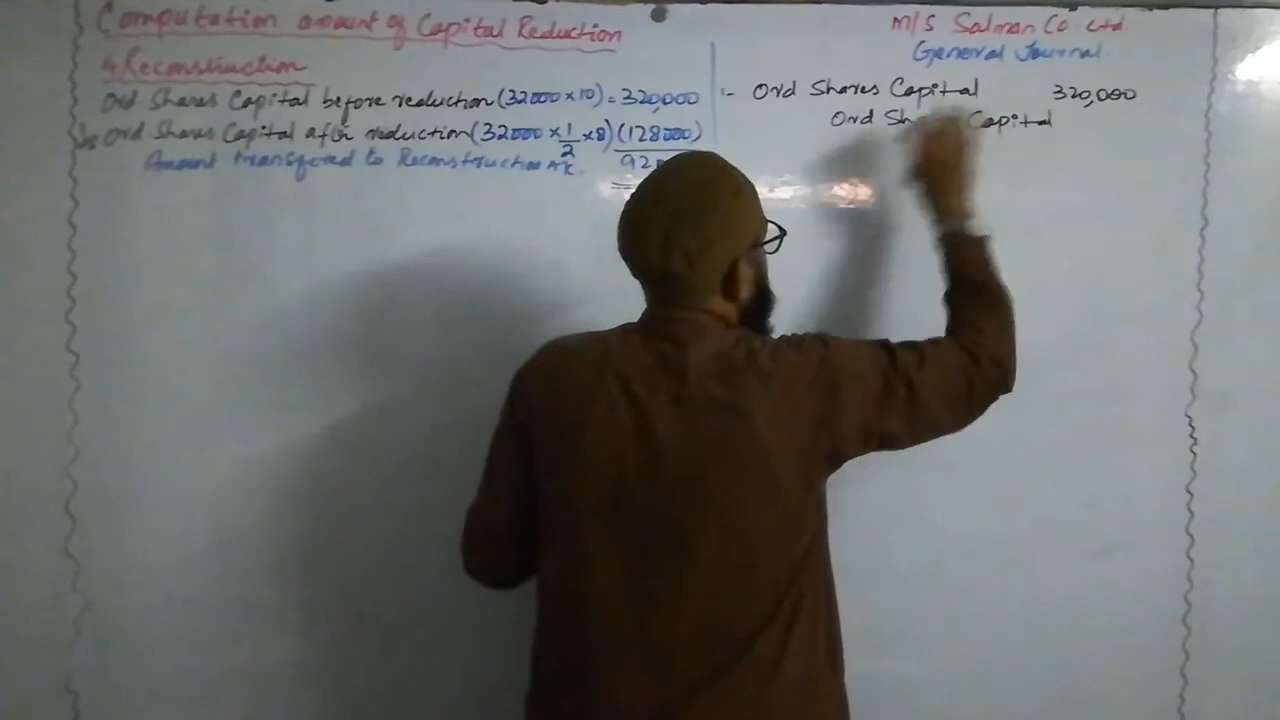 Computation amount of Capital Reduction
& Reconstruction
Ord Shares Capital before reduction (32000 × 10) = 320,000
Ord Shares Capital after reduction (32000 × 1/2 × 8) (128000)
Amount transfered to Reconstruction A/c. 92
M/S Salman Co Ltd
General Journal
1- Ord Shares Capital 320,000
Ord Capital